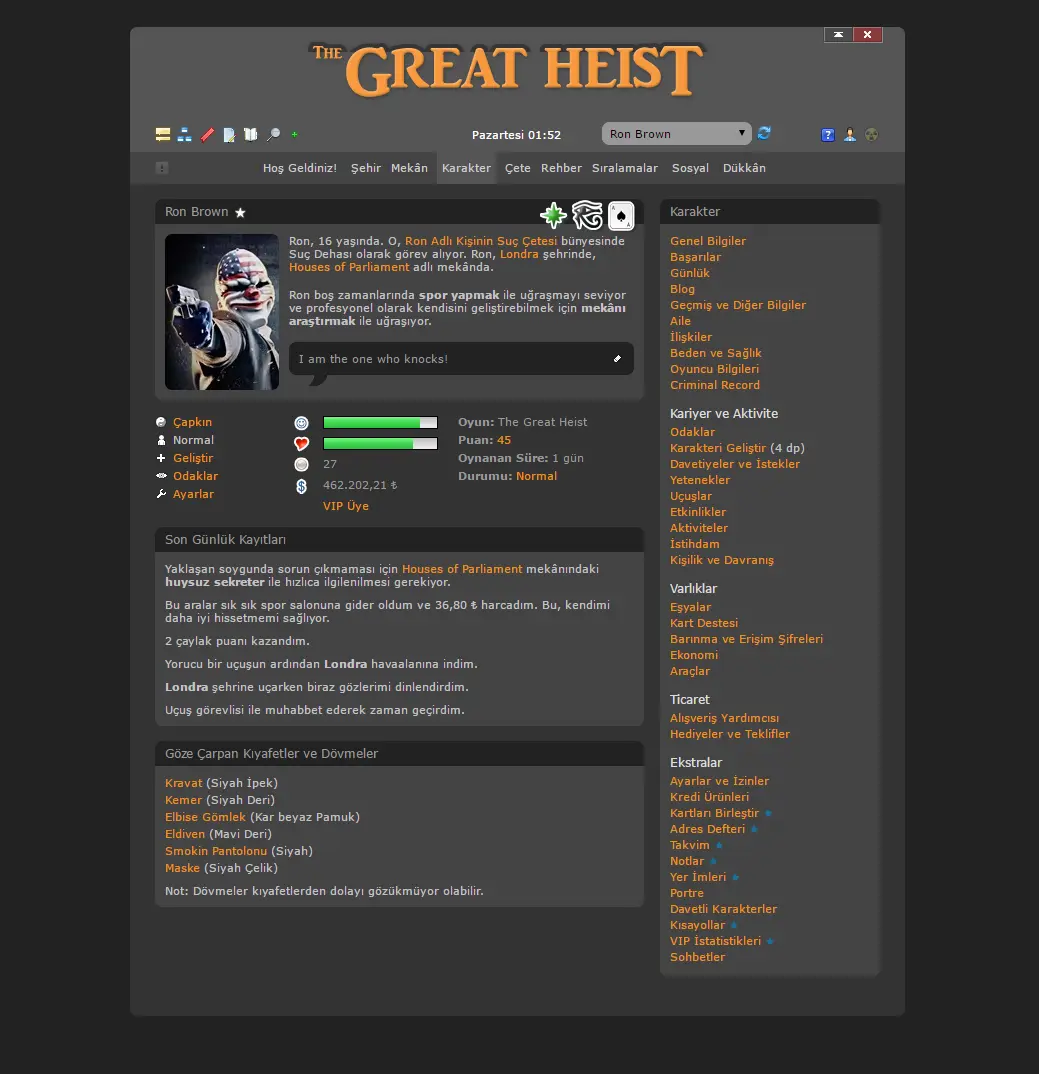 THE GREAT HEIST
Pazartesi 01:52
Ron Brown
Hoş Geldiniz!
Şehir
Mekân
Karakter
Çete
Rehber
Sıralamalar
Sosyal
Dükkân
Ron Brown
Ron, 16 yaşında. O, Ron Adlı Kişinin Suç Çetesi bünyesinde
Suç Dehası olarak görev alıyor. Ron, Londra şehrinde,
Houses of Parliament adlı mekânda.
Ron boş zamanlarında spor yapmak ile uğraşmayı seviyor
ve profesyonel olarak kendisini geliştirebilmek için mekânı
araştırmak ile uğraşıyor.
I am the one who knocks!
Çapkın
Normal
Geliştir
Odaklar
Ayarlar
27
462.202,21 ₺
VIP Üye
Oyun: The Great Heist
Puan: 45
Oynanan Süre: 1 gün
Durumu: Normal
Son Günlük Kayıtları
Yaklaşan soygunda sorun çıkmaması için Houses of Parliament mekânındaki
huysuz sekreter ile hızlıca ilgilenilmesi gerekiyor.
Bu aralar sık sık spor salonuna gider oldum ve 36,80 ₺ harcadım. Bu, kendimi
daha iyi hissetmemi sağlıyor.
2 çaylak puanı kazandım.
Yorucu bir uçuşun ardından Londra havaalanına indim.
Londra şehrine uçarken biraz gözlerimi dinlendirdim.
Uçuş görevlisi ile muhabbet ederek zaman geçirdim.
Göze Çarpan Kıyafetler ve Dövmeler
Kravat (Siyah İpek)
Kemer (Siyah Deri)
Elbise Gömlek (Kar beyaz Pamuk)
Eldiven (Mavi Deri)
Smokin Pantolonu (Siyah)
Maske (Siyah Çelik)
Not: Dövmeler kıyafetlerden dolayı gözükmüyor olabilir.
Karakter
Genel Bilgiler
Başarılar
Günlük
Blog
Geçmiş ve Diğer Bilgiler
Aile
İlişkiler
Beden ve Sağlık
Oyuncu Bilgileri
Criminal Record
Kariyer ve Aktivite
Odaklar
Karakteri Geliştir (4 dp)
Davetiyeler ve İstekler
Yetenekler
Uçuşlar
Etkinlikler
Aktiviteler
İstihdam
Kişilik ve Davranış
Varlıklar
Eşyalar
Kart Destesi
Barınma ve Erişim Şifreleri
Ekonomi
Araçlar
Ticaret
Alışveriş Yardımcısı
Hediyeler ve Teklifler
Ekstralar
Ayarlar ve İzinler
Kredi Ürünleri
Kartları Birleştir
Adres Defteri
Takvim
Notlar
Yer İmleri
Portre
Davetli Karakterler
Kısayollar
VIP İstatistikleri
Sohbetler